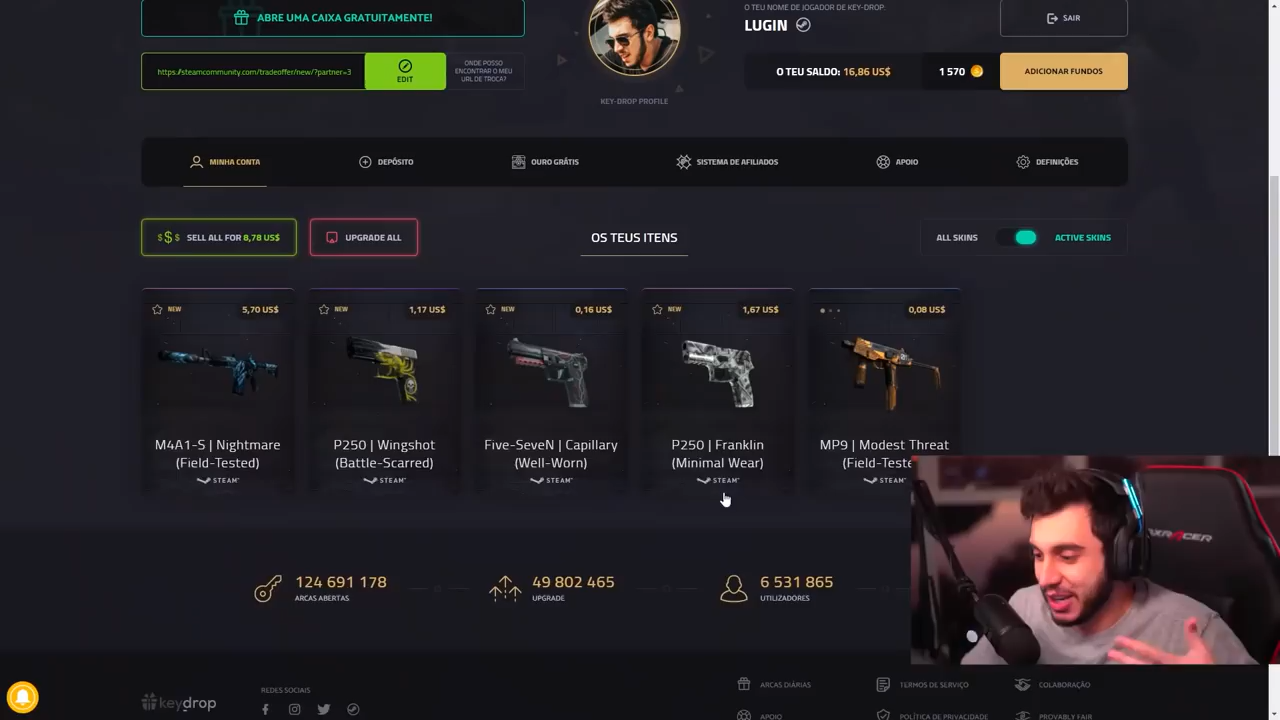 ABRE UMA CAIXA GRATUITAMENTE!
O TEU NOME DE JOGADOR DE KEY-DROP:
LUGIN
SAIR
https://steamcommunity.com/tradeoffer/new/?partner=3
EDIT
ONDE POSSO
ENCONTRAR O MEU
URL DE TROCA?
KEY-DROP PROFILE
O TEU SALDO: 16,86 US$
1 570
ADICIONAR FUNDOS
MINHA CONTA
DEPÓSITO
OURO GRÁTIS
SISTEMA DE AFILIADOS
APOIO
DEFINIÇÕES
$$$ SELL ALL FOR 8,78 US$
UPGRADE ALL
OS TEUS ITENS
ALL SKINS
ACTIVE SKINS
NEW 5,70 US$
NEW 1,17 US$
NEW 0,16 US$
NEW 1,67 US$
0,08 US$
M4A1-S | Nightmare
(Field-Tested)
STEAM
P250 | Wingshot
(Battle-Scarred)
STEAM
Five-SeveN | Capillary
(Well-Worn)
STEAM
P250 | Franklin
(Minimal Wear)
STEAM
MP9 | Modest Threat
(Field-Teste
STEAM
124 691 178
ARCAS ABERTAS
49 802 465
UPGRADE
6 531 865
UTILIZADORES
keydrop
REDES SOCIAIS
ARCAS DIÁRIAS
TERMOS DE SERVIÇO
COLABORAÇÃO
APOIO
POLÍTICA DE PRIVACIDADE
PROVABLY FAIR